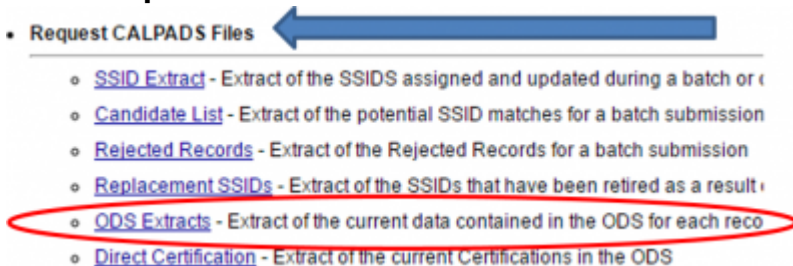 Request CALPADS Files
SSID Extract - Extract of the SSIDS assigned and updated during a batch or
Candidate List - Extract of the potential SSID matches for a batch submission
Rejected Records - Extract of the Rejected Records for a batch submission
Replacement SSIDs - Extract of the SSIDs that have been retired as a result
ODS Extracts - Extract of the current data contained in the ODS for each reco
Direct Certification - Extract of the current Certifications in the ODS